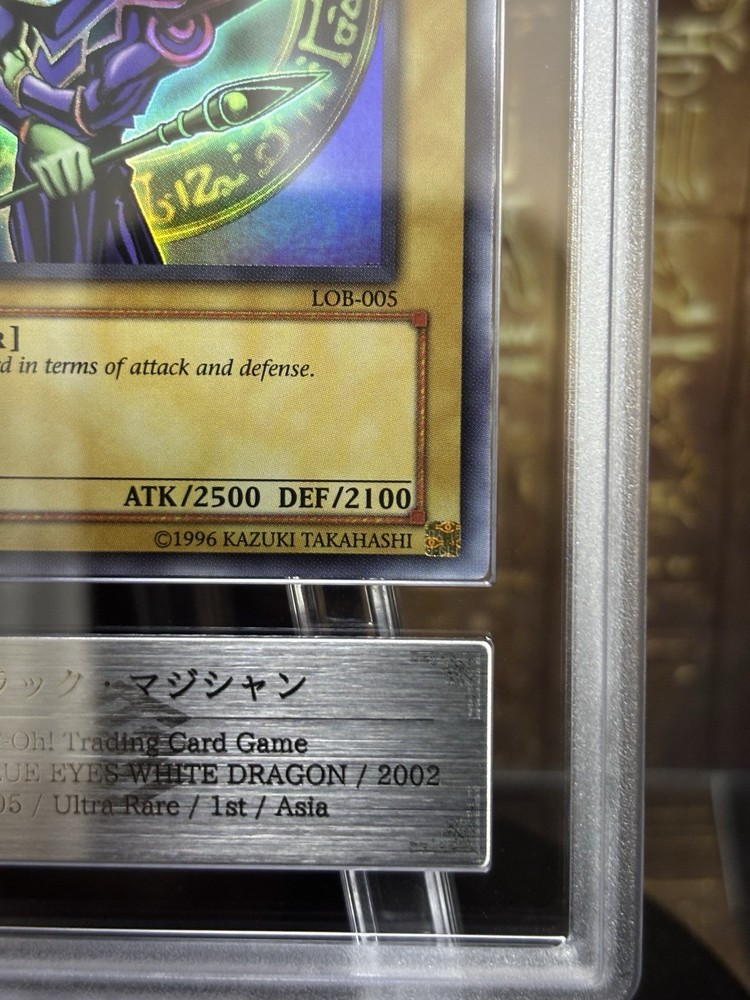 LOB-005
R]
d in terms of attack and defense.
ATK/2500 DEF/2100
©1996 KAZUKI TAKAHASHI
ラック・マジシャン
-Oh! Trading Card Game
UE EYES WHITE DRAGON / 2002
05 / Ultra Rare / 1st / Asia